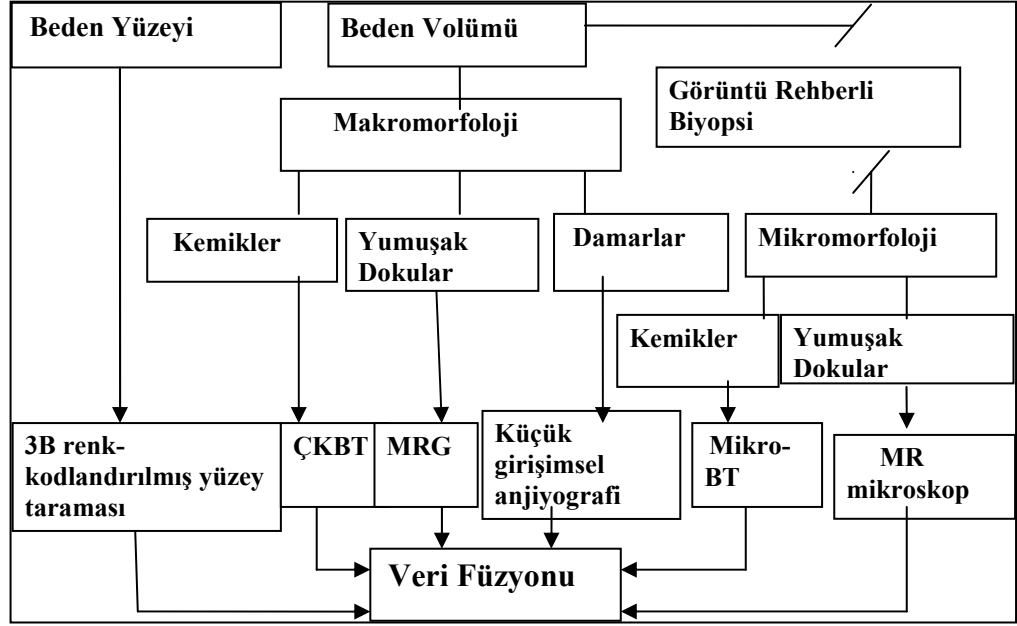 Beden Yüzeyi
Beden Volümü
Görüntü Rehberli
Biyopsi
Makromorfoloji
Kemikler
Yumuşak
Dokular
Damarlar
Mikromorfoloji
Kemikler
Yumuşak
Dokular
3B renk-
kodlandırılmış yüzey
taraması
ÇKBT
MRG
Küçük
girişimsel
anjiyografi
Mikro-
BT
MR
mikroskop
Veri Füzyonu